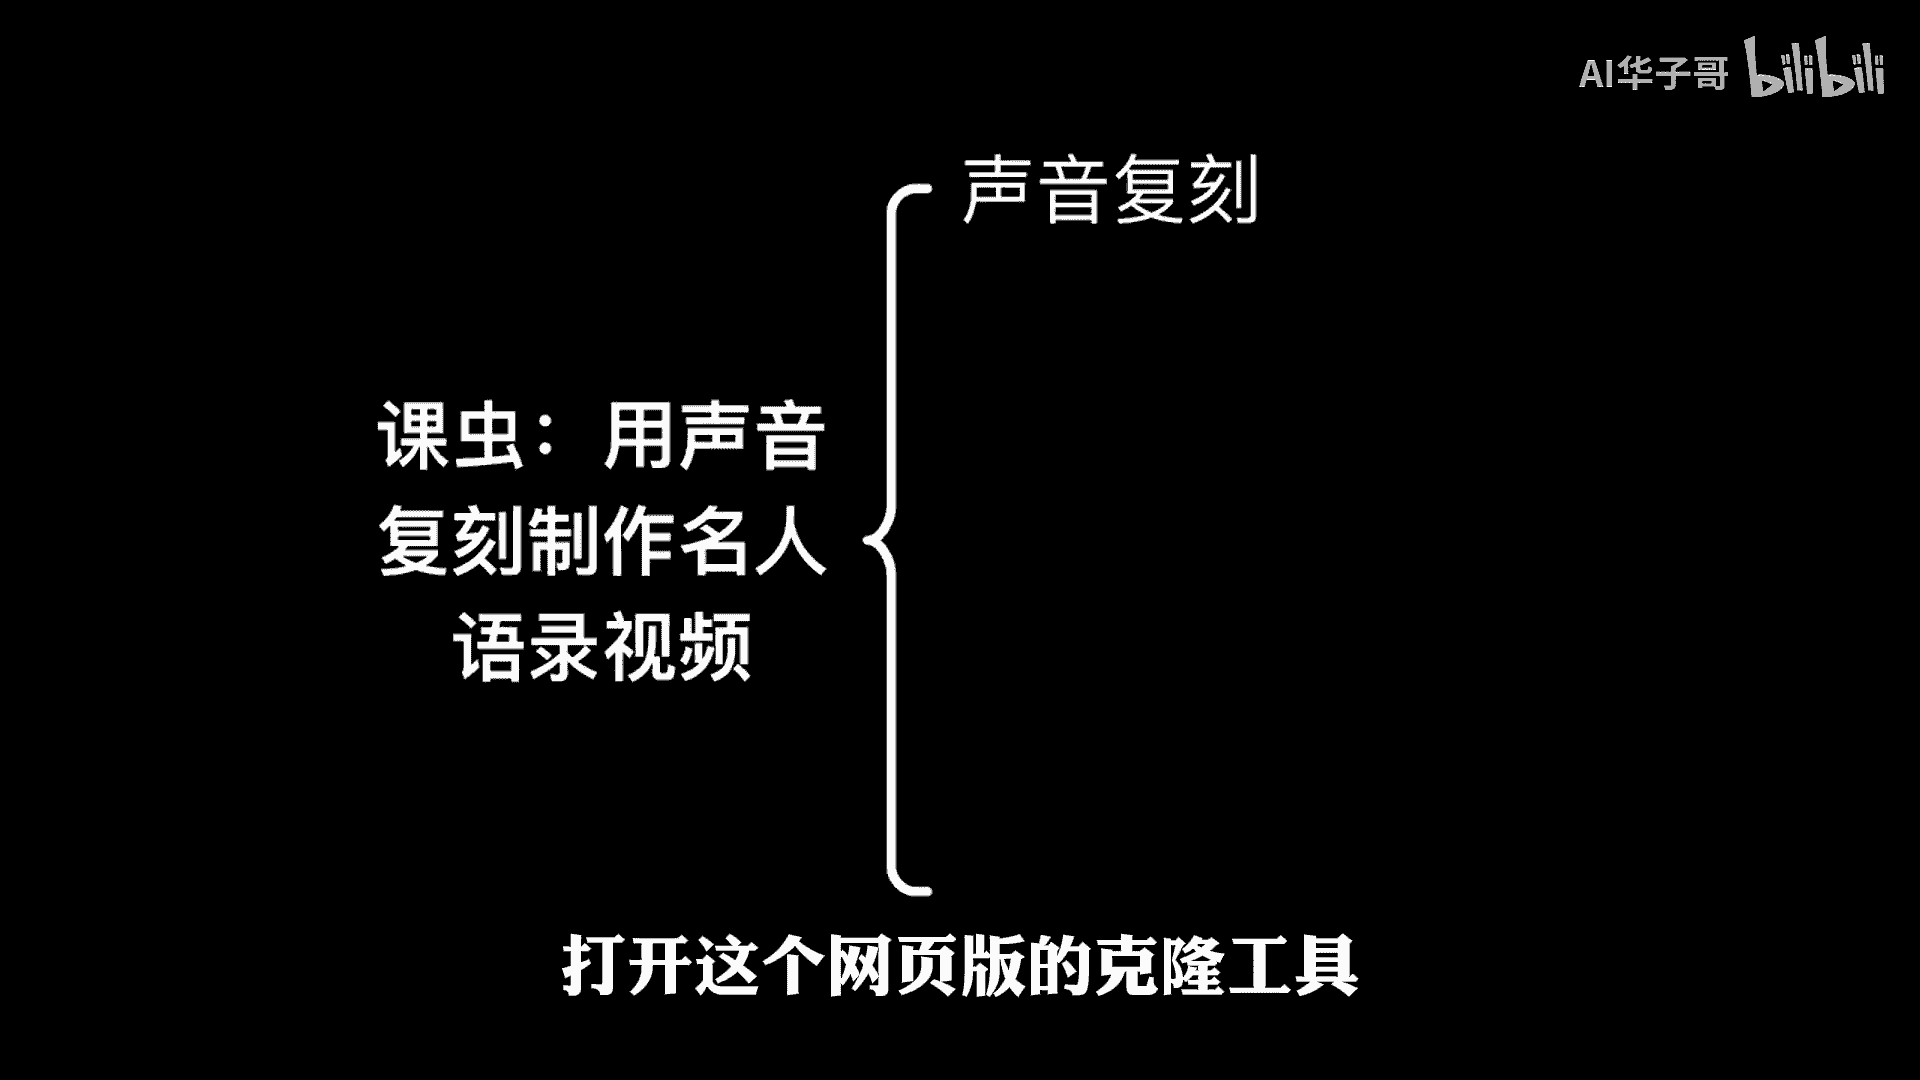 AI华子哥 bilibili
声音复刻
课虫：用声音
复刻制作名人
语录视频
打开这个网页版的克隆工具